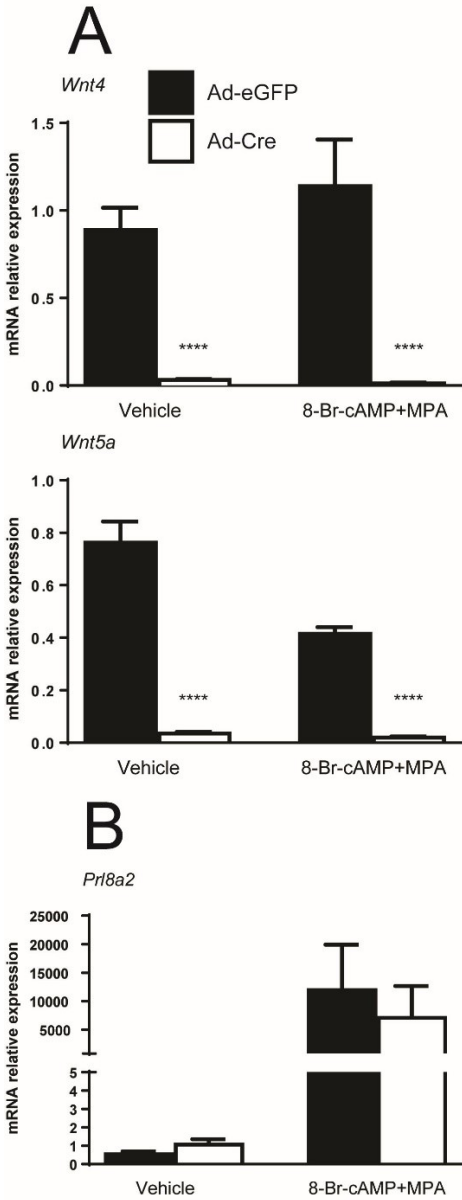 A
Wnt4
Ad-eGFP
Ad-Cre
mRNA relative expression
1.5
1.0
0.5
0.0
****
****
Vehicle
8-Br-cAMP+MPA
Wnt5a
mRNA relative expression
1.0
0.8
0.6
0.4
0.2
0.0
****
****
Vehicle
8-Br-cAMP+MPA
B
Prl8a2
mRNA relative expression
25000
20000
15000
10000
5000
5
4
3
2
1
0
Vehicle
8-Br-cAMP+MPA